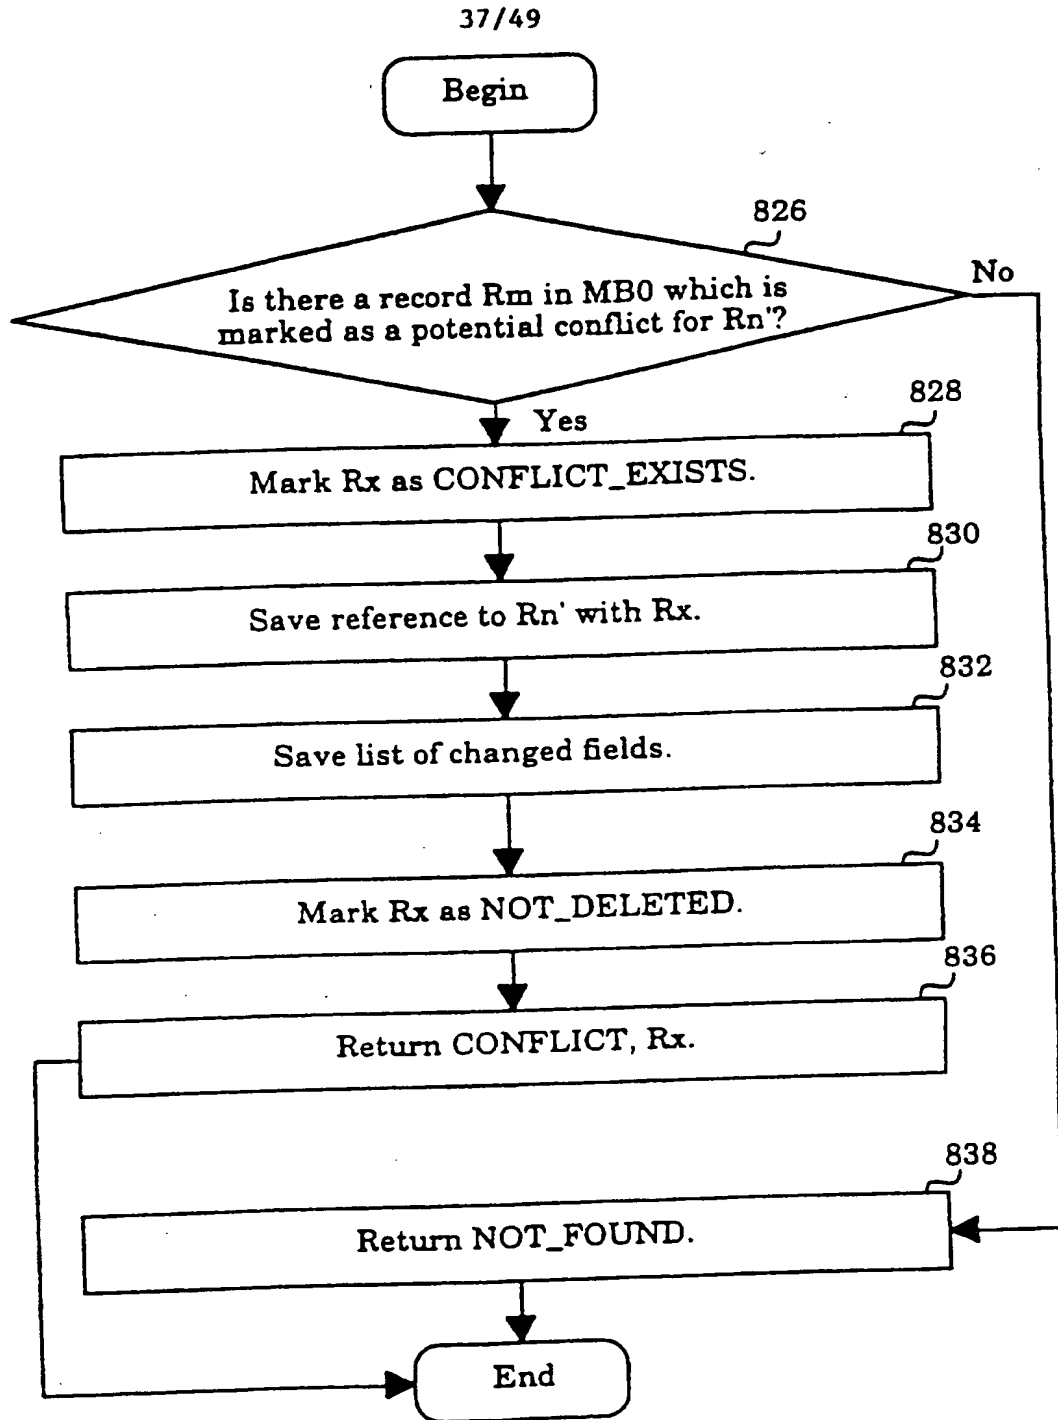 37/49
Begin
826
No
Is there a record Rm in MB0 which is
marked as a potential conflict for Rn'?
Yes
828
Mark Rx as CONFLICT_EXISTS.
830
Save reference to Rn' with Rx.
832
Save list of changed fields.
834
Mark Rx as NOT_DELETED.
836
Return CONFLICT, Rx.
838
Return NOT_FOUND.
End